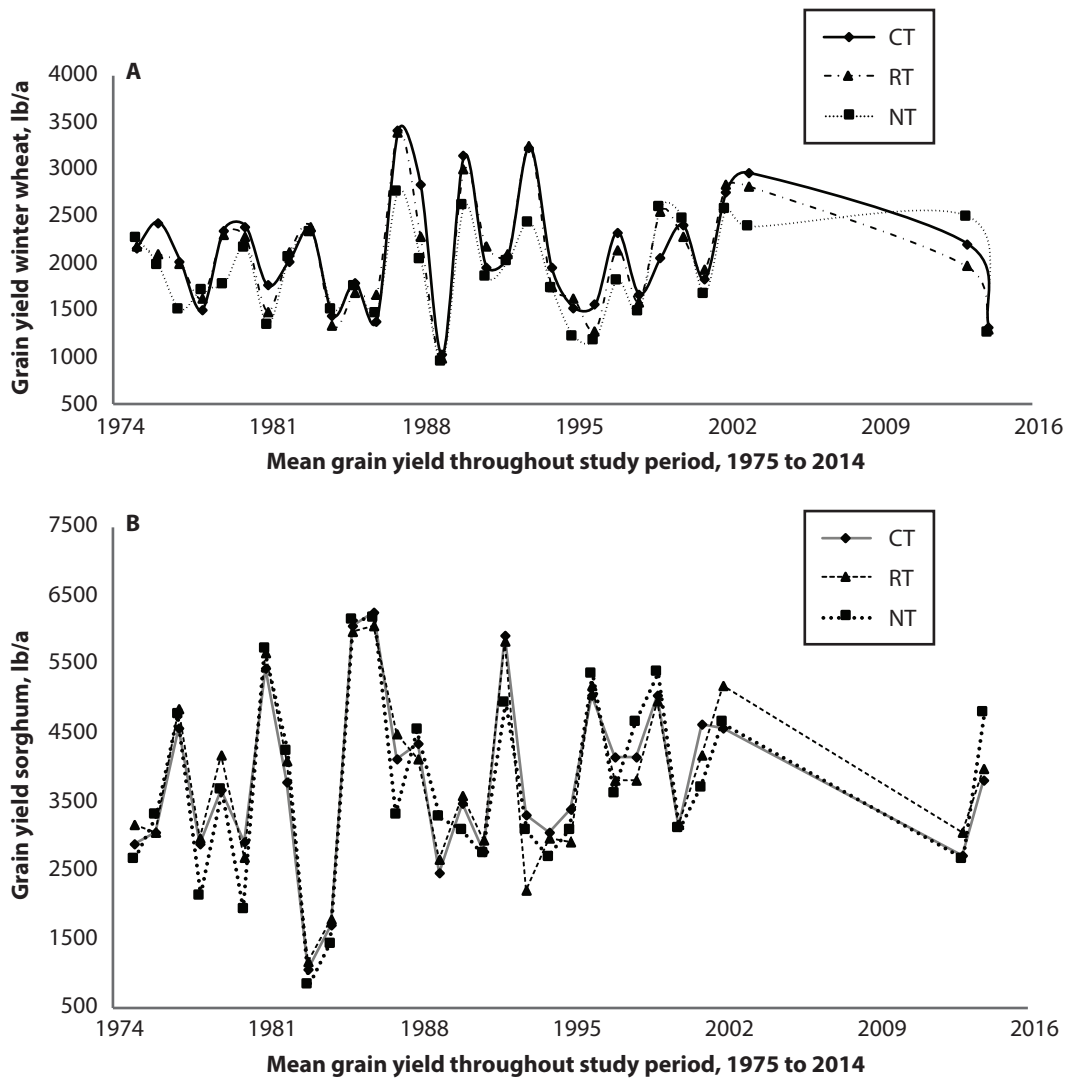 CT
RT
NT
A
4000
3500
3000
2500
2000
1500
1000
500
Grain yield winter wheat, lb/a
1974 1981 1988 1995 2002 2009 2016
Mean grain yield throughout study period, 1975 to 2014
B
CT
RT
NT
7500
6500
5500
4500
3500
2500
1500
500
Grain yield sorghum, lb/a
1974 1981 1988 1995 2002 2009 2016
Mean grain yield throughout study period, 1975 to 2014